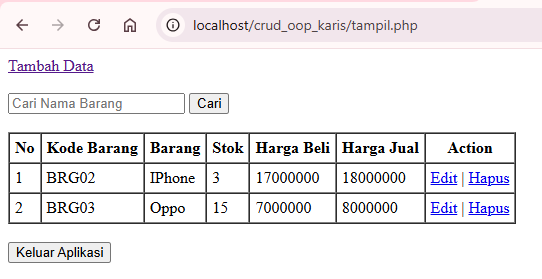 localhost/crud_oop_karis/tampil.php
Tambah Data
Cari Nama Barang Cari
No Kode Barang Barang Stok Harga Beli Harga Jual Action
1 BRG02 IPhone 3 17000000 18000000 Edit | Hapus
2 BRG03 Oppo 15 7000000 8000000 Edit | Hapus
Keluar Aplikasi